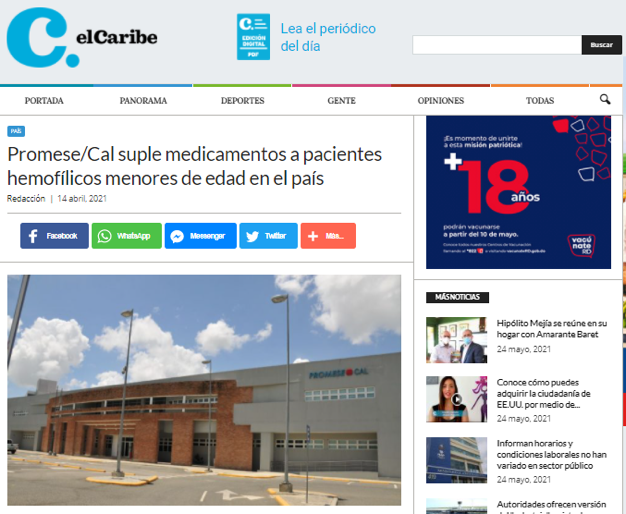 C. elCaribe
C.
EDICIÓN
DIGITAL
PDF
Lea el periódico
del día
Buscar
PORTADA PANORAMA DEPORTES GENTE OPINIONES TODAS
PAÍS
Promese/Cal suple medicamentos a pacientes
hemofílicos menores de edad en el país
Redacción | 14 abril, 2021
Facebook WhatsApp Messenger Twitter Más...
PROMESE CAL
¡Es momento de unirte
a esta misión patriótica!
+18
años
podrán vacunarse
a partir del 10 de mayo.
vacú
nate
RD
MÁS NOTICIAS
Hipólito Mejía se reúne en su
hogar con Amarante Baret
24 mayo, 2021
Conoce cómo puedes
adquirir la ciudadanía de
EE.UU. por medio de...
24 mayo, 2021
Informan horarios y
condiciones laborales no han
variado en sector público
24 mayo, 2021
Autoridades ofrecen versión